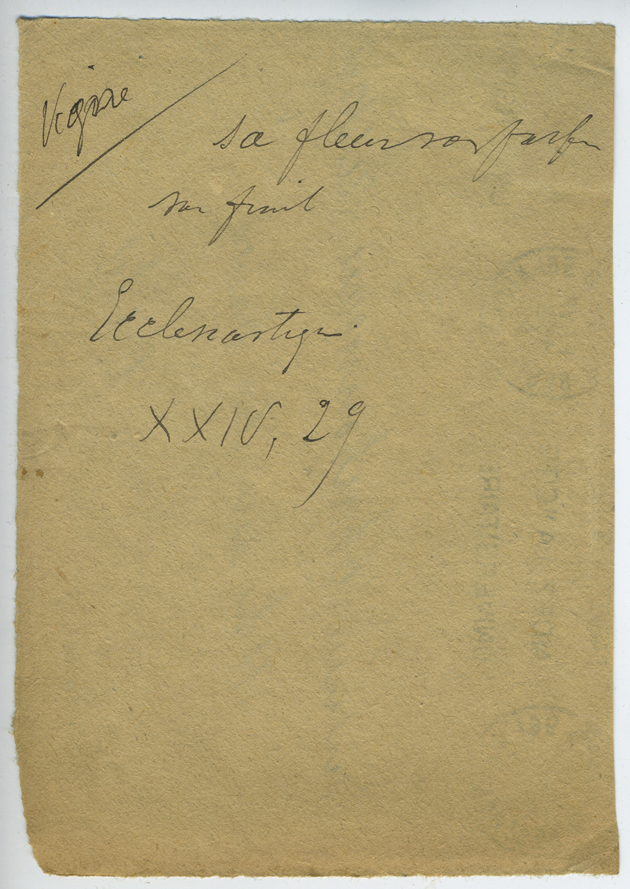 Vigne
sa fleur son parfum
son fruit
Ecclesiastique
XXIV, 29